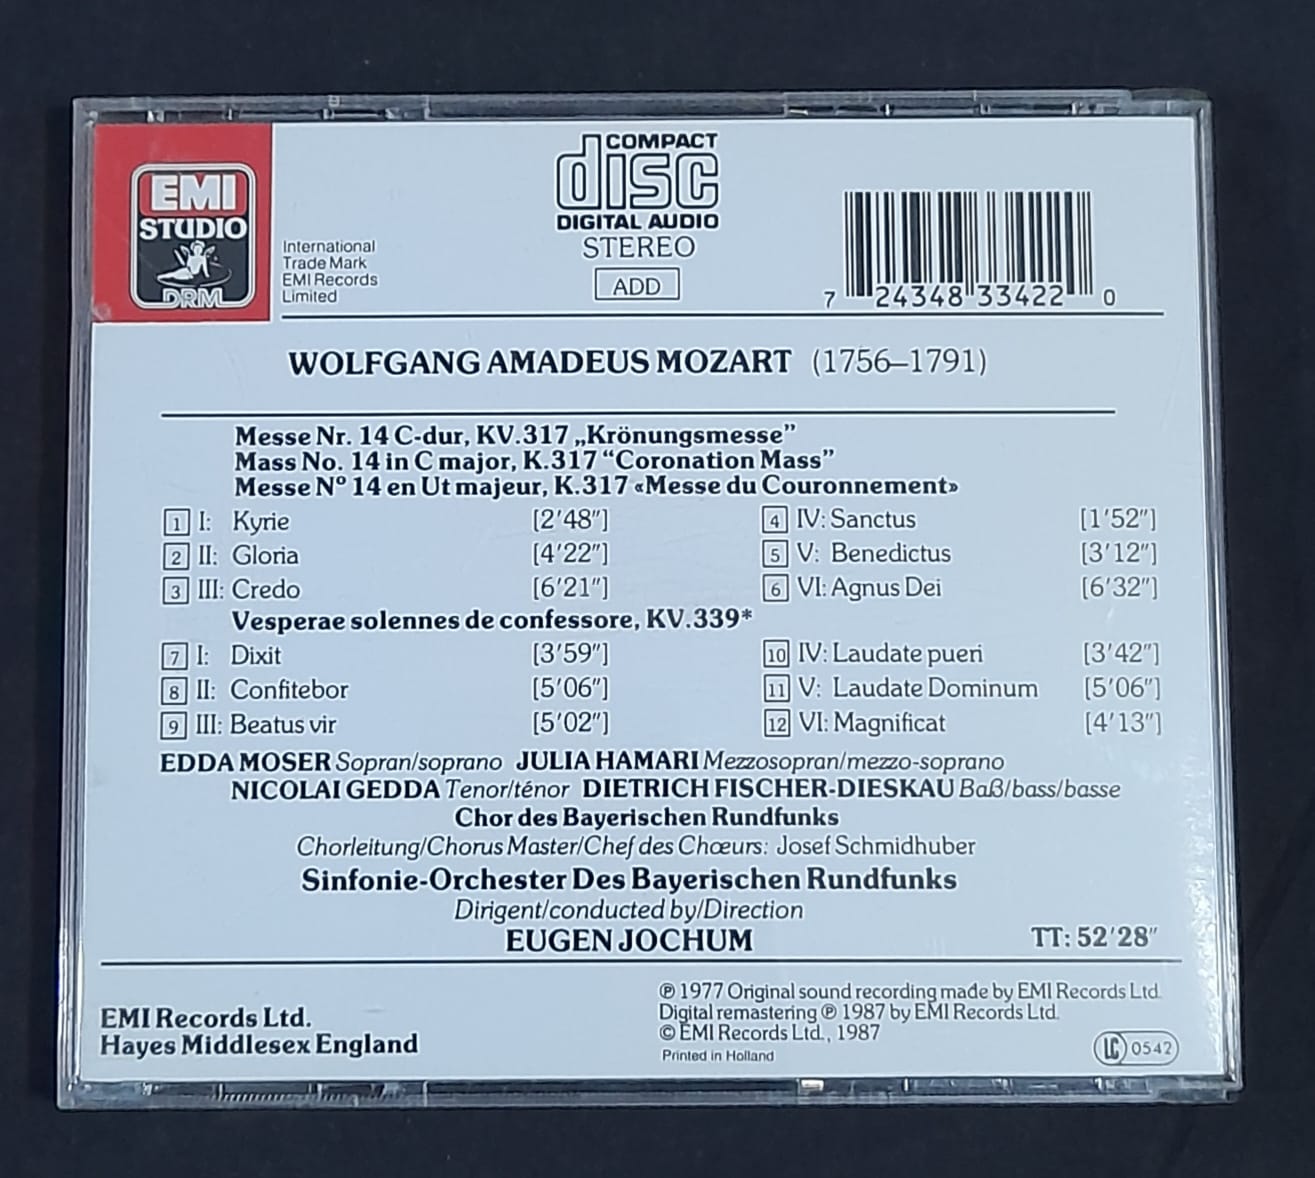 EMI
STUDIO
DRM
International
Trade Mark
EMI Records
Limited
COMPACT
disc
DIGITAL AUDIO
STEREO
ADD
7 24348 33422 0
WOLFGANG AMADEUS MOZART (1756–1791)
Messe Nr. 14 C-dur, KV.317 „Krönungsmesse”
Mass No. 14 in C major, K.317 “Coronation Mass”
Messe Nº 14 en Ut majeur, K.317 «Messe du Couronnement»
1 I: Kyrie [2′48″] 4 IV: Sanctus [1′52″]
2 II: Gloria [4′22″] 5 V: Benedictus [3′12″]
3 III: Credo [6′21″] 6 VI: Agnus Dei [6′32″]
Vesperae solennes de confessore, KV.339*
7 I: Dixit [3′59″] 10 IV: Laudate pueri [3′42″]
8 II: Confitebor [5′06″] 11 V: Laudate Dominum [5′06″]
9 III: Beatus vir [5′02″] 12 VI: Magnificat [4′13″]
EDDA MOSER Sopran/soprano JULIA HAMARI Mezzosopran/mezzo-soprano
NICOLAI GEDDA Tenor/ténor DIETRICH FISCHER-DIESKAU Baß/bass/basse
Chor des Bayerischen Rundfunks
Chorleitung/Chorus Master/Chef des Chœurs: Josef Schmidhuber
Sinfonie-Orchester Des Bayerischen Rundfunks
Dirigent/conducted by/Direction
EUGEN JOCHUM
TT: 52′28″
EMI Records Ltd.
Hayes Middlesex England
℗ 1977 Original sound recording made by EMI Records Ltd.
Digital remastering ℗ 1987 by EMI Records Ltd.
© EMI Records Ltd., 1987
Printed in Holland
LC 0542